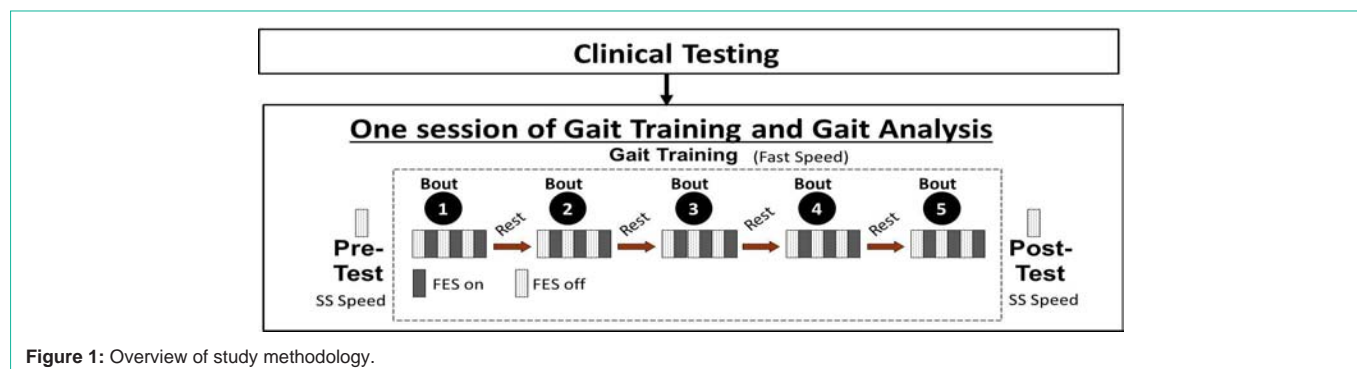 Clinical Testing
One session of Gait Training and Gait Analysis
Gait Training (Fast Speed)
Bout Bout Bout Bout Bout
1 Rest 2 Rest 3 Rest 4 Rest 5
Pre-
Test
SS Speed
FES on FES off
Post-
Test
SS Speed
Figure 1: Overview of study methodology.